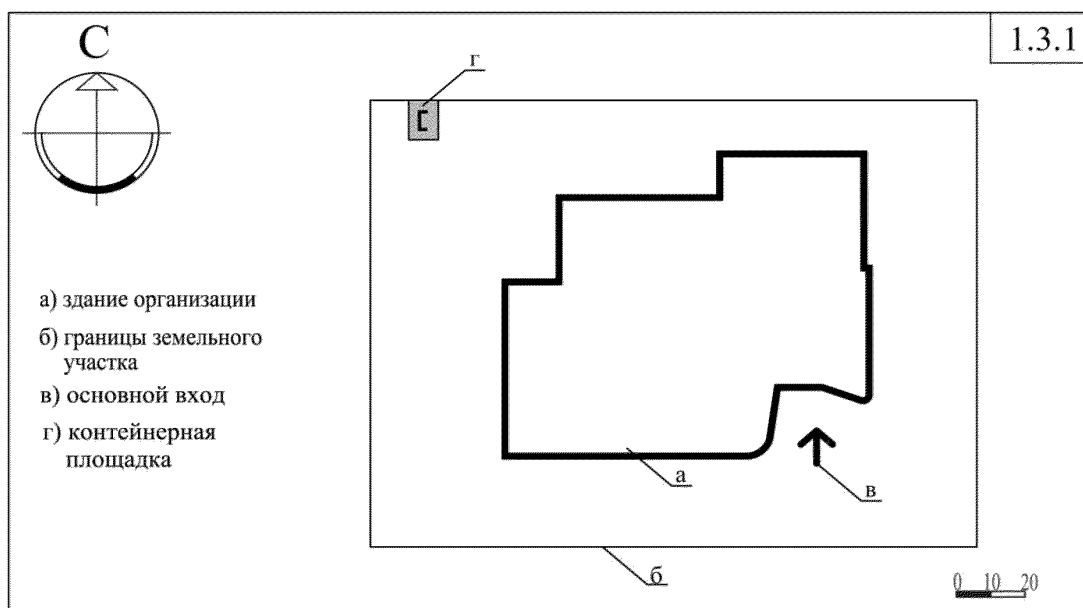 С
г
1.3.1
а) здание организации
б) границы земельного
участка
в) основной вход
г) контейнерная
площадка
а
в
б
0 10 20